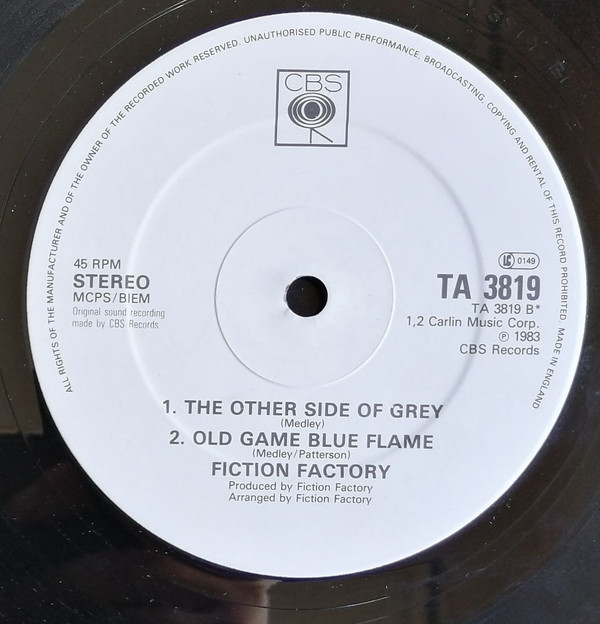 ALL RIGHTS OF THE MANUFACTURER AND OF THE OWNER OF THE RECORDED WORK RESERVED. UNAUTHORISED PUBLIC PERFORMANCE, BROADCASTING, COPYING AND RENTAL OF THIS RECORD PROHIBITED. MADE IN ENGLAND
CBS
45 RPM
STEREO
MCPS/BIEM
Original sound recording
made by CBS Records
LC 0149
TA 3819
TA 3819 B*
1,2 Carlin Music Corp.
℗ 1983
CBS Records
1. THE OTHER SIDE OF GREY
(Medley)
2. OLD GAME BLUE FLAME
(Medley/Patterson)
FICTION FACTORY
Produced by Fiction Factory
Arranged by Fiction Factory